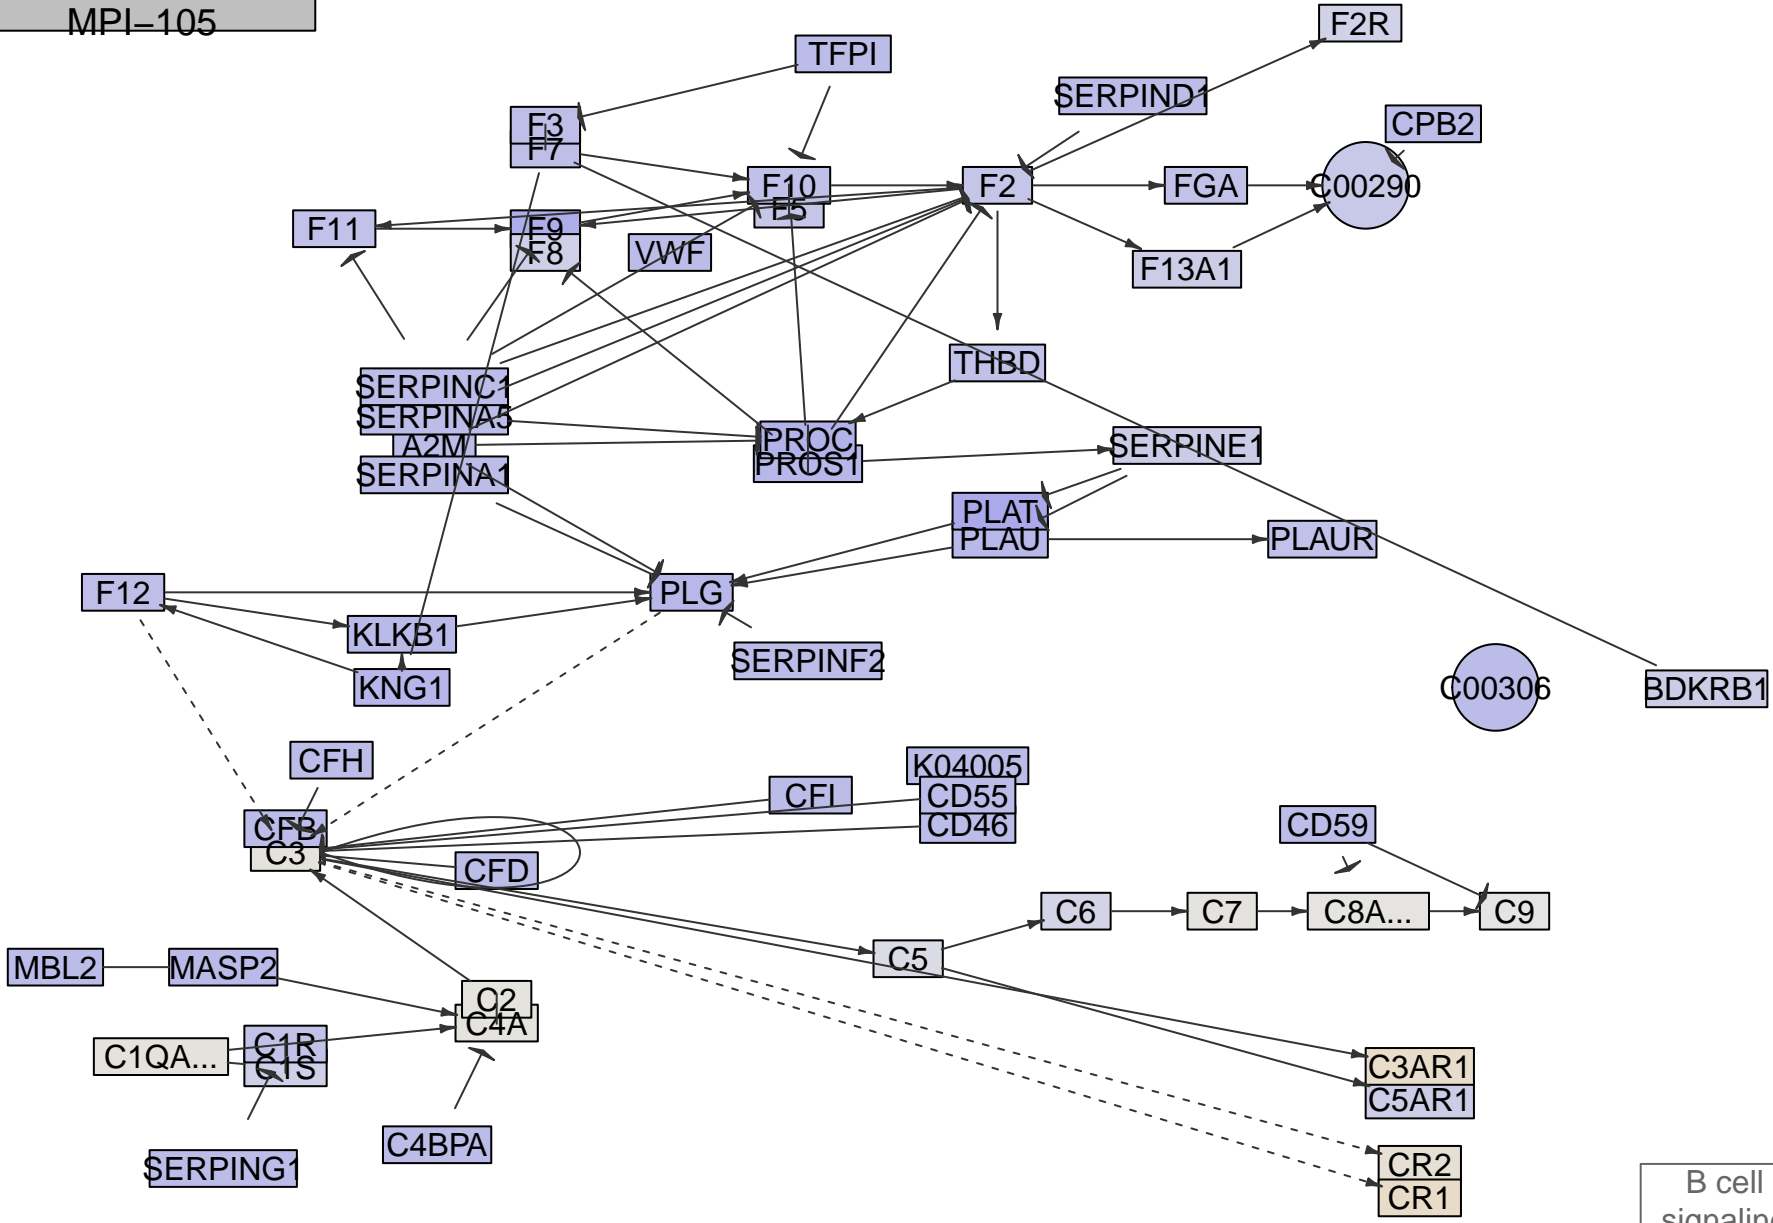 MPI–105
F2R
TFPI
SERPIND1
CPB2
F3
F7
F10
F5
F2
FGA
C00290
F11
F9
F8
VWF
F13A1
THBD
SERPINC1
SERPINA5
A2M
SERPINA1
PROC
PROS1
SERPINE1
PLAT
PLAU
PLAUR
F12
PLG
KLKB1
SERPINF2
KNG1
C00306
BDKRB1
CFH
K04005
CFI
CD55
CD46
CFB
C3
CD59
CFD
C6
C7
C8A...
C9
C5
MBL2
MASP2
C2
C4A
C1QA...
C1R
C1S
C3AR1
C5AR1
C4BPA
SERPING1
CR2
CR1
B cell
signaling